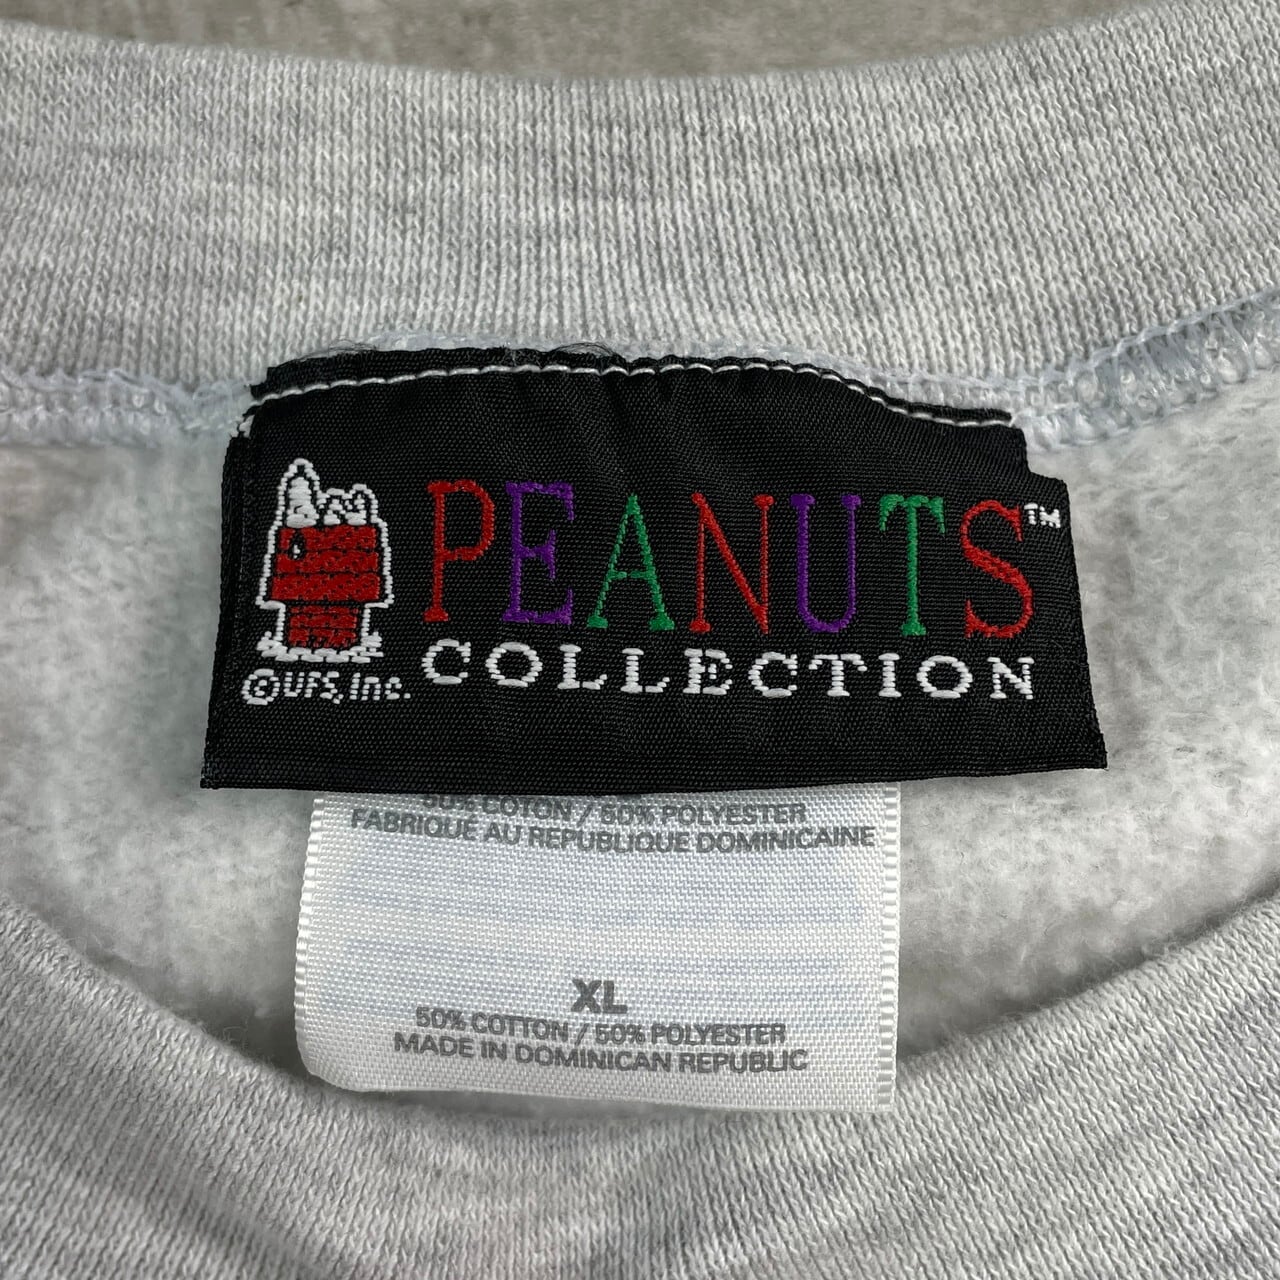 PEANUTS™
COLLECTION
©UFS, Inc.
50% COTON / 50% POLYESTER
FABRIQUÉ AU REPUBLIQUE DOMINICAINE
XL
50% COTTON / 50% POLYESTER
MADE IN DOMINICAN REPUBLIC